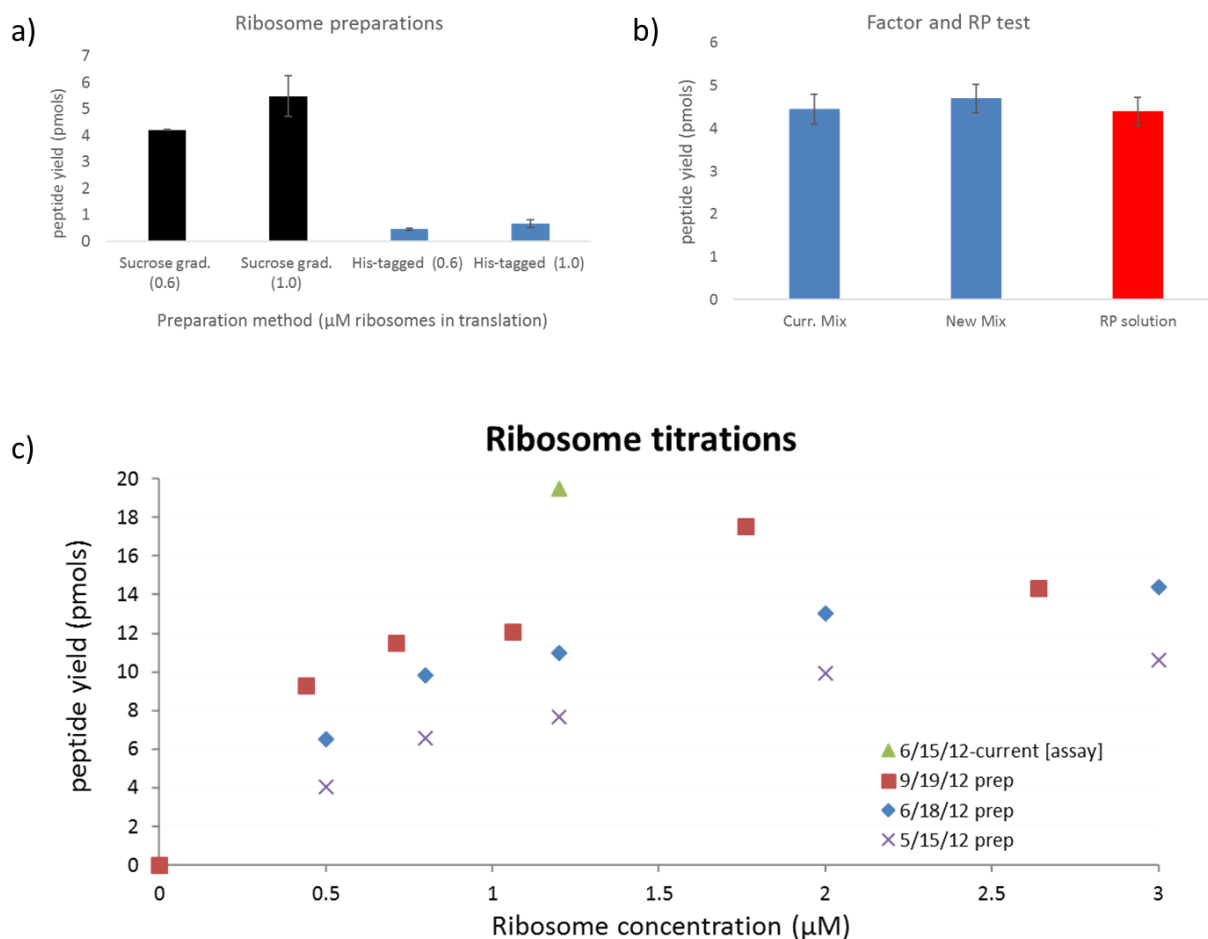 a)
Ribosome preparations
peptide yield (pmols)
7
6
5
4
3
2
1
0
Sucrose grad.
(0.6)
Sucrose grad.
(1.0)
His-tagged (0.6)
His-tagged (1.0)
Preparation method (µM ribosomes in translation)
b)
Factor and RP test
peptide yield (pmols)
6
5
4
3
2
1
0
Curr. Mix
New Mix
RP solution
c)
Ribosome titrations
peptide yield (pmols)
20
18
16
14
12
10
8
6
4
2
0
6/15/12-current [assay]
9/19/12 prep
6/18/12 prep
5/15/12 prep
0
0.5
1
1.5
2
2.5
3
Ribosome concentration (µM)